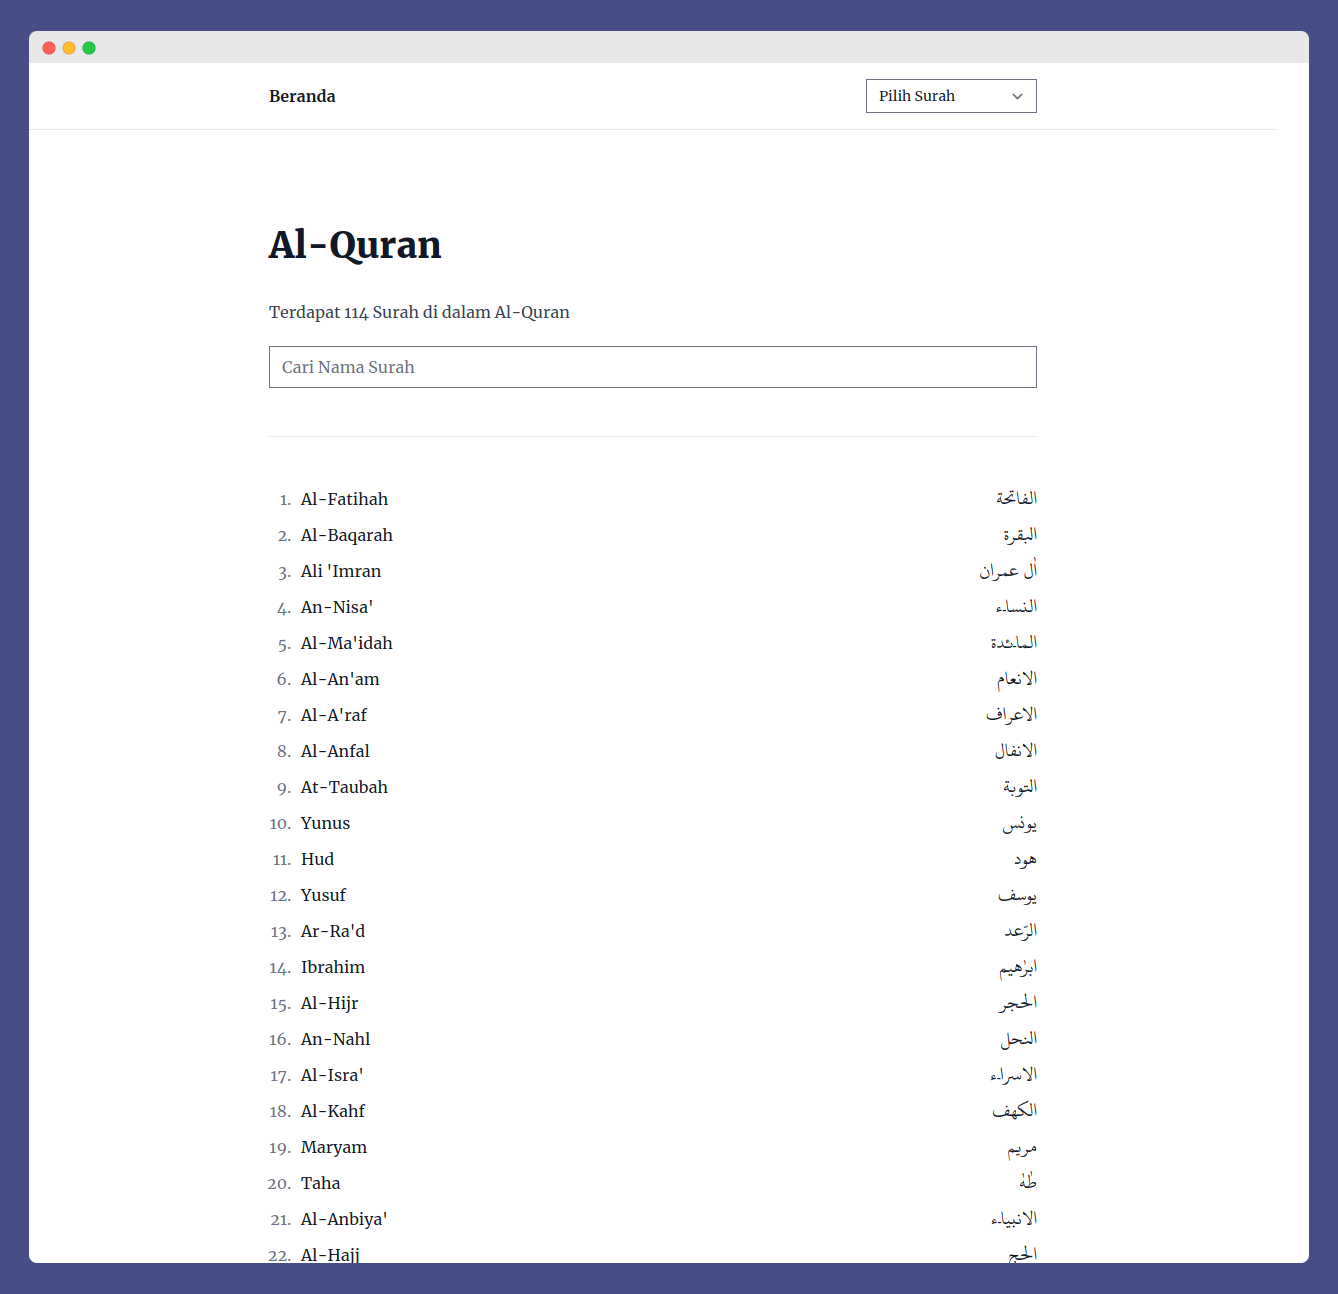 Beranda
Pilih Surah
Al-Quran
Terdapat 114 Surah di dalam Al-Quran
Cari Nama Surah
1. Al-Fatihah الفاتحة
2. Al-Baqarah البقرة
3. Ali 'Imran اٰل عمران
4. An-Nisa' النساۤء
5. Al-Ma'idah الماۤئدة
6. Al-An'am الانعام
7. Al-A'raf الاعراف
8. Al-Anfal الانفال
9. At-Taubah التوبة
10. Yunus يونس
11. Hud هود
12. Yusuf يوسف
13. Ar-Ra'd الرّعد
14. Ibrahim ابرٰهيم
15. Al-Hijr الحجر
16. An-Nahl النحل
17. Al-Isra' الاسراۤء
18. Al-Kahf الكهف
19. Maryam مريم
20. Taha طٰهٰ
21. Al-Anbiya' الانبياۤء
22. Al-Hajj الحج